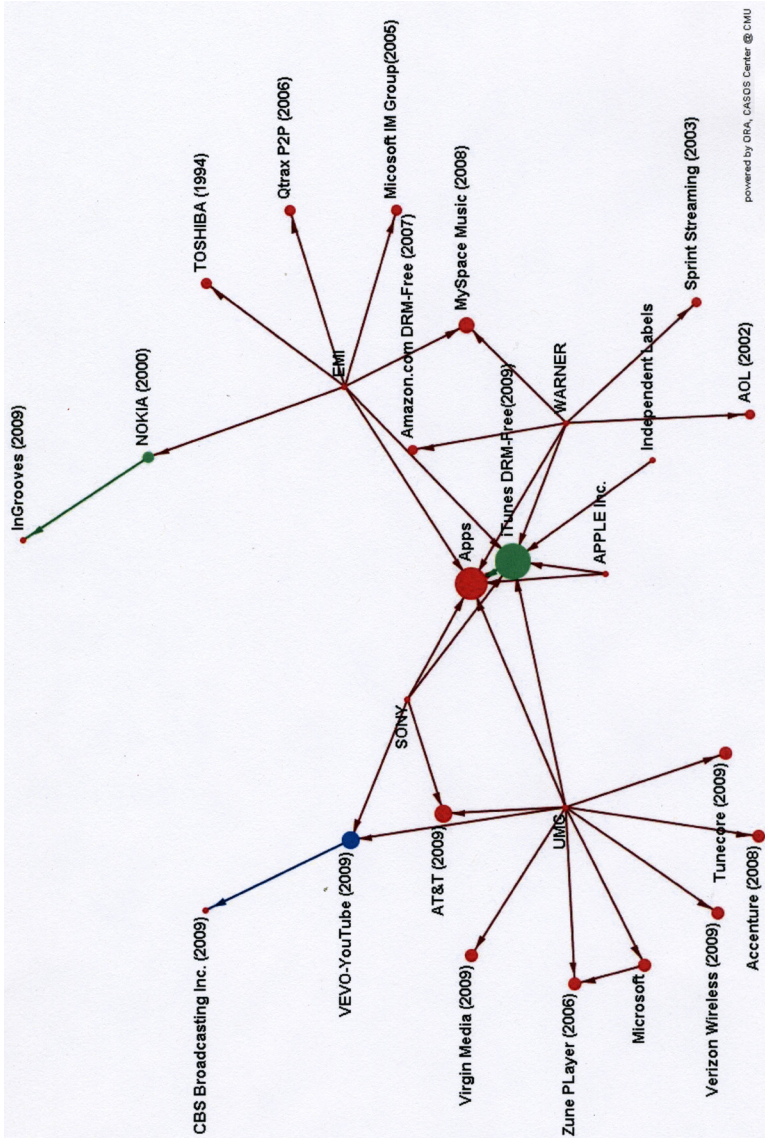 CBS Broadcasting Inc. (2009)
InGrooves (2009)
NOKIA (2000)
TOSHIBA (1994)
Qtrax P2P (2006)
VEVO-YouTube (2009)
EMI
Micosoft IM Group(2005)
SONY
Amazon.com DRM-Free (2007)
AT&T (2009)
MySpace Music (2008)
Apps
Virgin Media (2009)
iTunes DRM-Free(2009)
UMG
WARNER
Zune PLayer (2006)
APPLE Inc.
Microsoft
Independent Labels
Sprint Streaming (2003)
Verizon Wireless (2009)
Tunecore (2009)
AOL (2002)
Accenture (2008)
powered by ORA, CASOS Center @ CMU